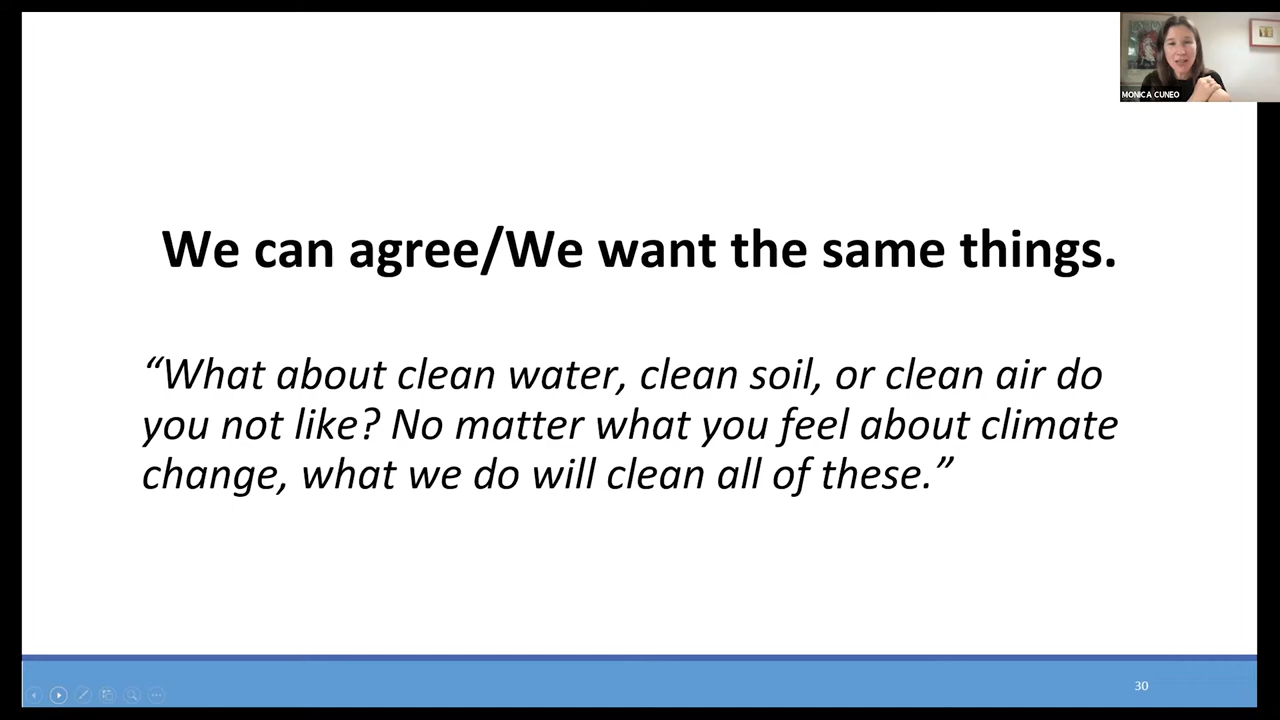 MONICA CUNEO
We can agree/We want the same things.
“What about clean water, clean soil, or clean air do
you not like? No matter what you feel about climate
change, what we do will clean all of these.”
30